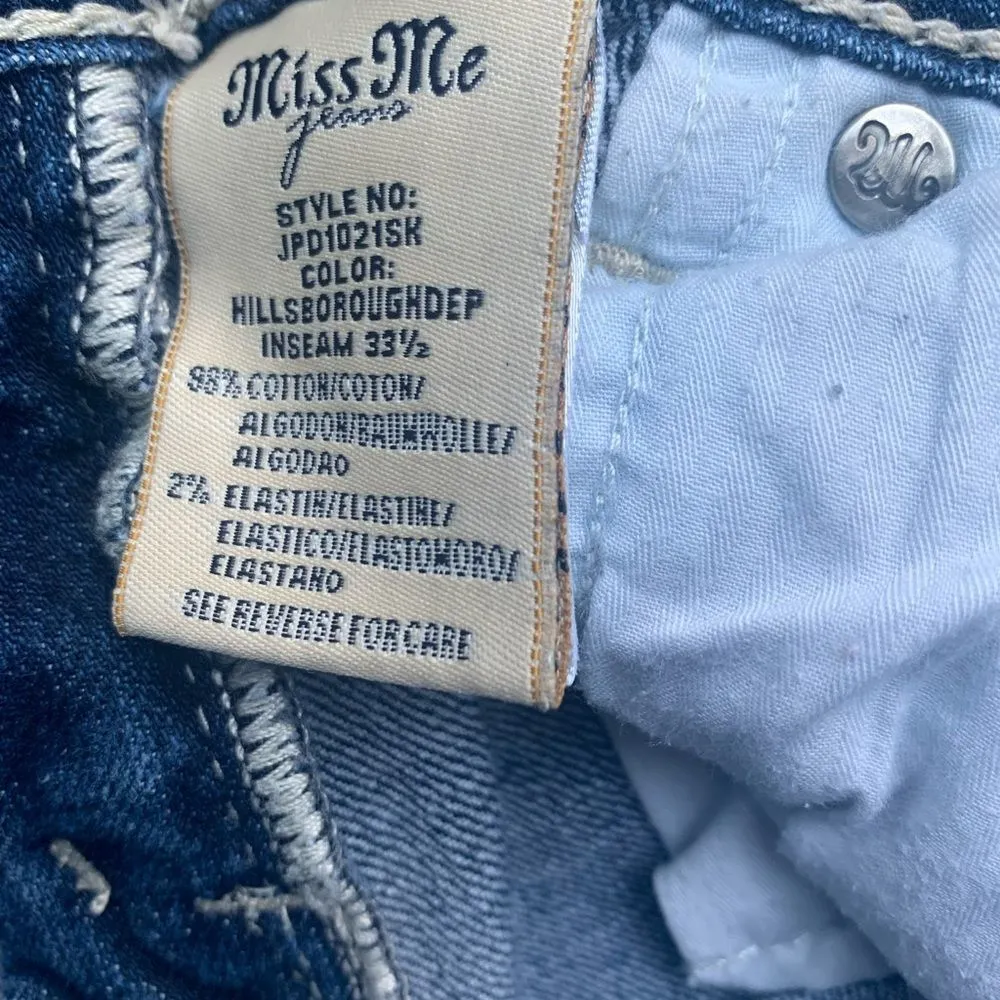 Miss Me
jeans
STYLE NO:
JPD1021SK
COLOR:
HILLSBOROUGHDEP
INSEAM 33½
98% COTTON/COTON/
ALGODON/BAUMWOLLE/
ALGODAO
2% ELASTIN/ELASTINE/
ELASTICO/ELASTOMORO/
ELASTANO
SEE REVERSE FOR CARE